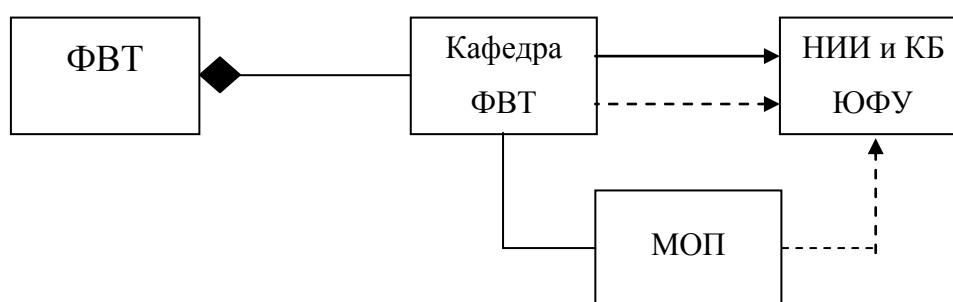 ФВТ
Кафедра
ФВТ
НИИ и КБ
ЮФУ
МОП